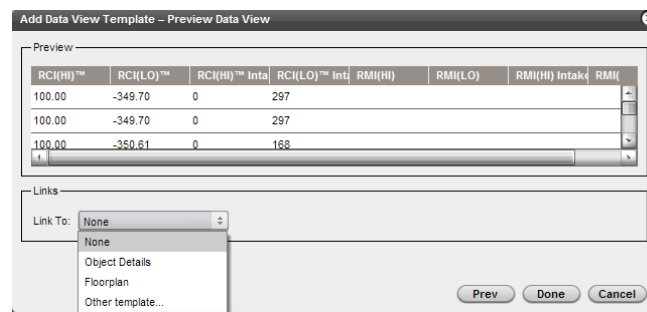 Add Data View Template – Preview Data View
Preview
RCI(HI)™ RCI(LO)™ RCI(HI)™ Inta RCI(LO)™ Int RMI(HI) RMI(LO) RMI(HI) Intake RMI(
100.00 -349.70 0 297
100.00 -349.70 0 297
100.00 -350.61 0 168
Links
Link To: None
None
Object Details
Floorplan
Other template...
Prev Done Cancel